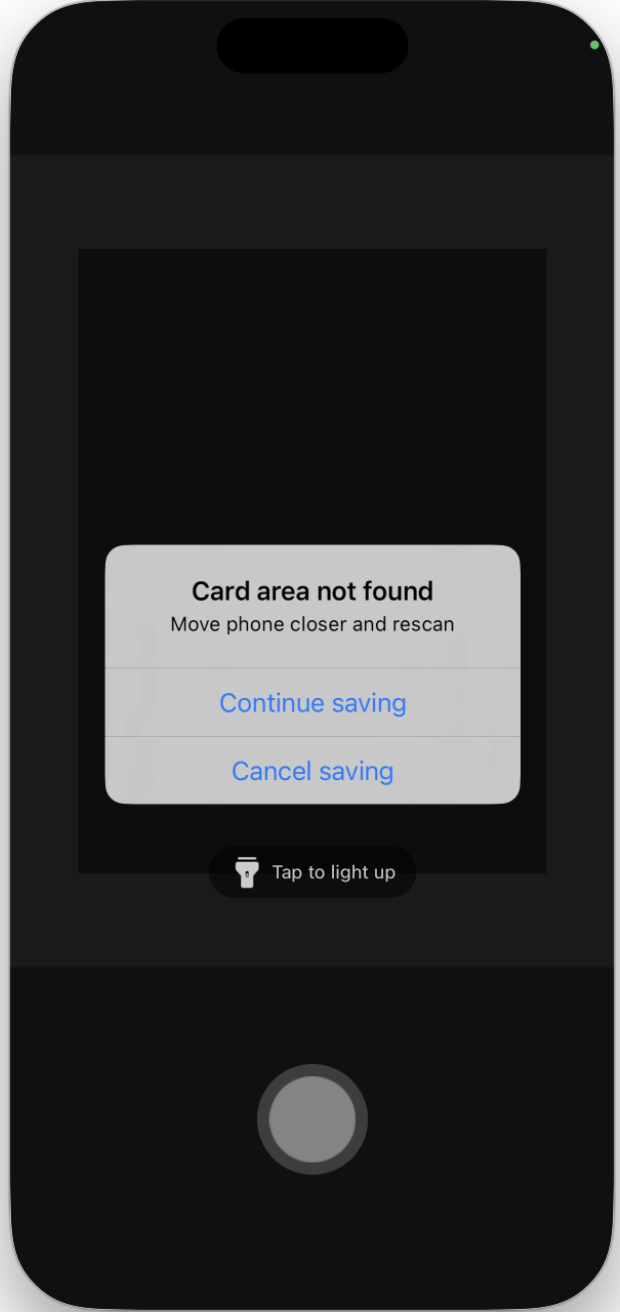 Card area not found
Move phone closer and rescan
Continue saving
Cancel saving
Tap to light up